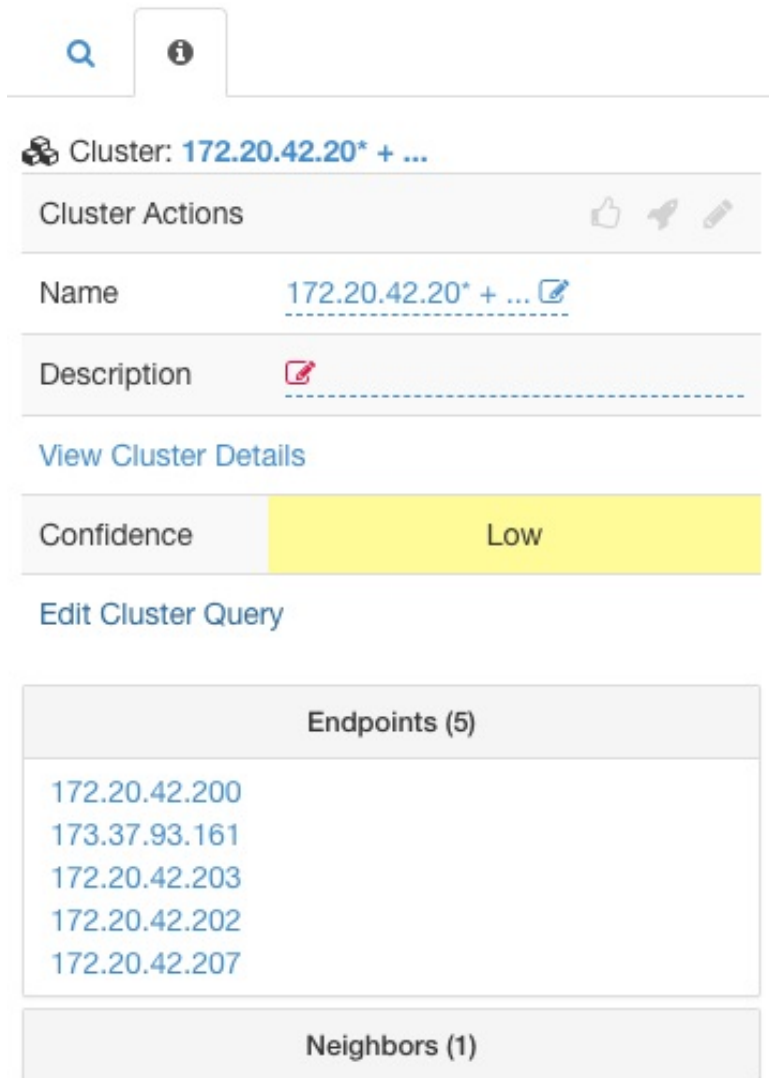 Cluster: 172.20.42.20* + ...
Cluster Actions
Name 172.20.42.20* + ...
Description
View Cluster Details
Confidence Low
Edit Cluster Query
Endpoints (5)
172.20.42.200
173.37.93.161
172.20.42.203
172.20.42.202
172.20.42.207
Neighbors (1)